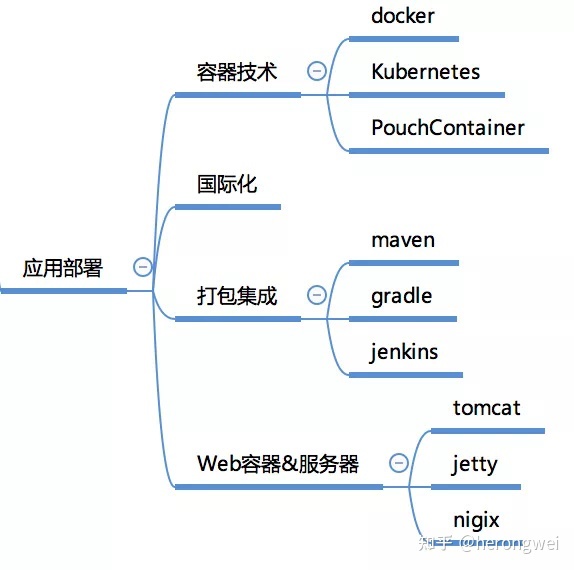 应用部署
容器技术
docker
Kubernetes
PouchContainer
国际化
打包集成
maven
gradle
jenkins
Web容器&服务器
tomcat
jetty
nigix
知乎 @herongwei